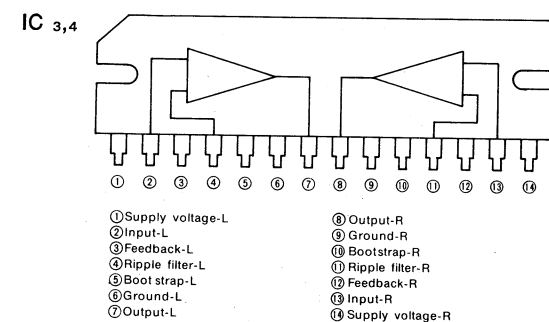 IC 3,4
① ② ③ ④ ⑤ ⑥ ⑦ ⑧ ⑨ ⑩ ⑪ ⑫ ⑬ ⑭
①Supply voltage-L
②Input-L
③Feedback-L
④Ripple filter-L
⑤Boot strap-L
⑥Ground-L
⑦Output-L
⑧Output-R
⑨Ground-R
⑩Bootstrap-R
⑪Ripple filter-R
⑫Feedback-R
⑬Input-R
⑭Supply voltage-R